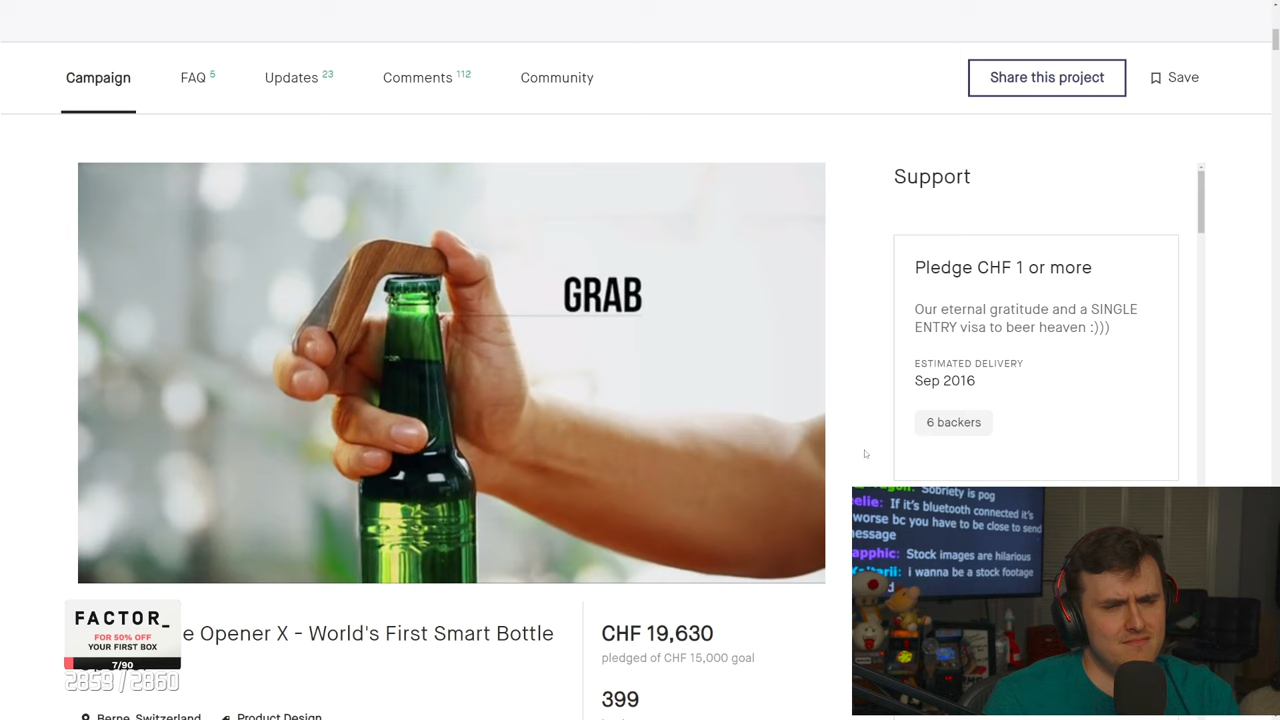 Campaign
FAQ 5
Updates 23
Comments 112
Community
Share this project
Save
GRAB
Support
Pledge CHF 1 or more
Our eternal gratitude and a SINGLE
ENTRY visa to beer heaven :)))
ESTIMATED DELIVERY
Sep 2016
6 backers
Sobriety is pog
eelie: If it's bluetooth connected it's
worse bc you have to be close to send
message
apphic: Stock images are hilarious
i wanna be a stock footage
FACTOR_
FOR 50% OFF
YOUR FIRST BOX
7/90
2859 / 2860
e Opener X - World's First Smart Bottle
CHF 19,630
pledged of CHF 15,000 goal
399
Berne, Switzerland
Product Design